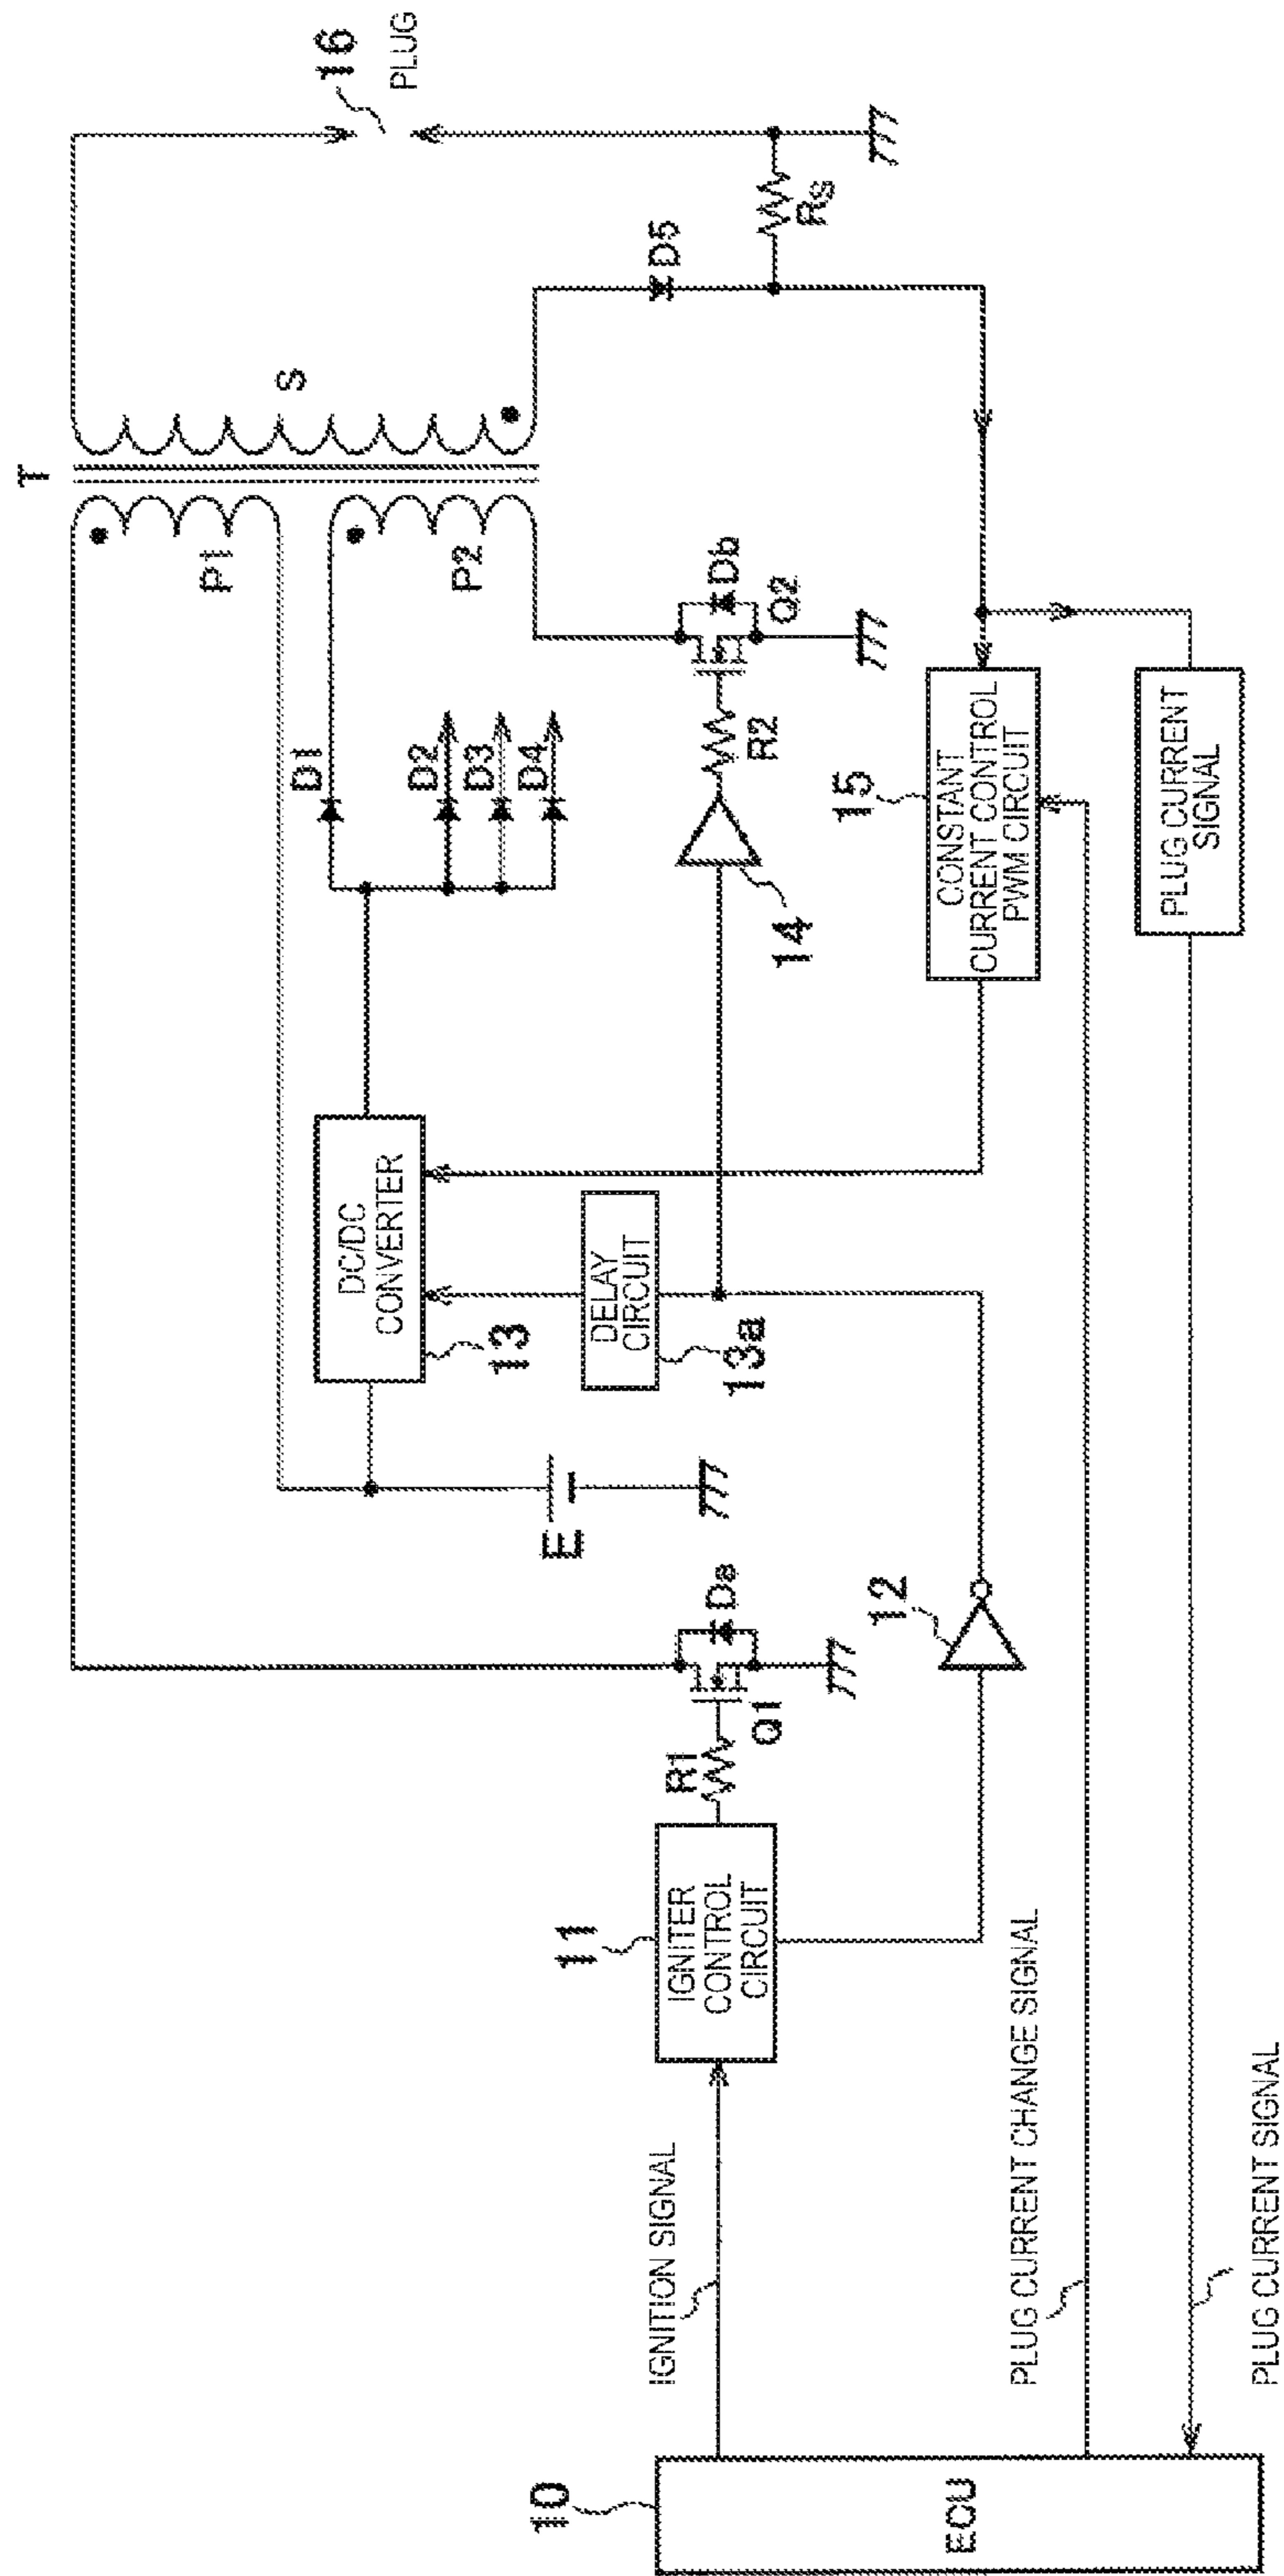 T
P1
S
P2
16
PLUG
D1
D2
D3
D4
D5
Rs
DC/DC
CONVERTER
13
DELAY
CIRCUIT
13a
E
Da
Q1
R1
11
IGNITER
CONTROL
CIRCUIT
12
14
R2
Db
Q2
15
CONSTANT
CURRENT CONTROL
PWM CIRCUIT
PLUG CURRENT
SIGNAL
IGNITION SIGNAL
PLUG CURRENT CHANGE SIGNAL
PLUG CURRENT SIGNAL
10
ECU